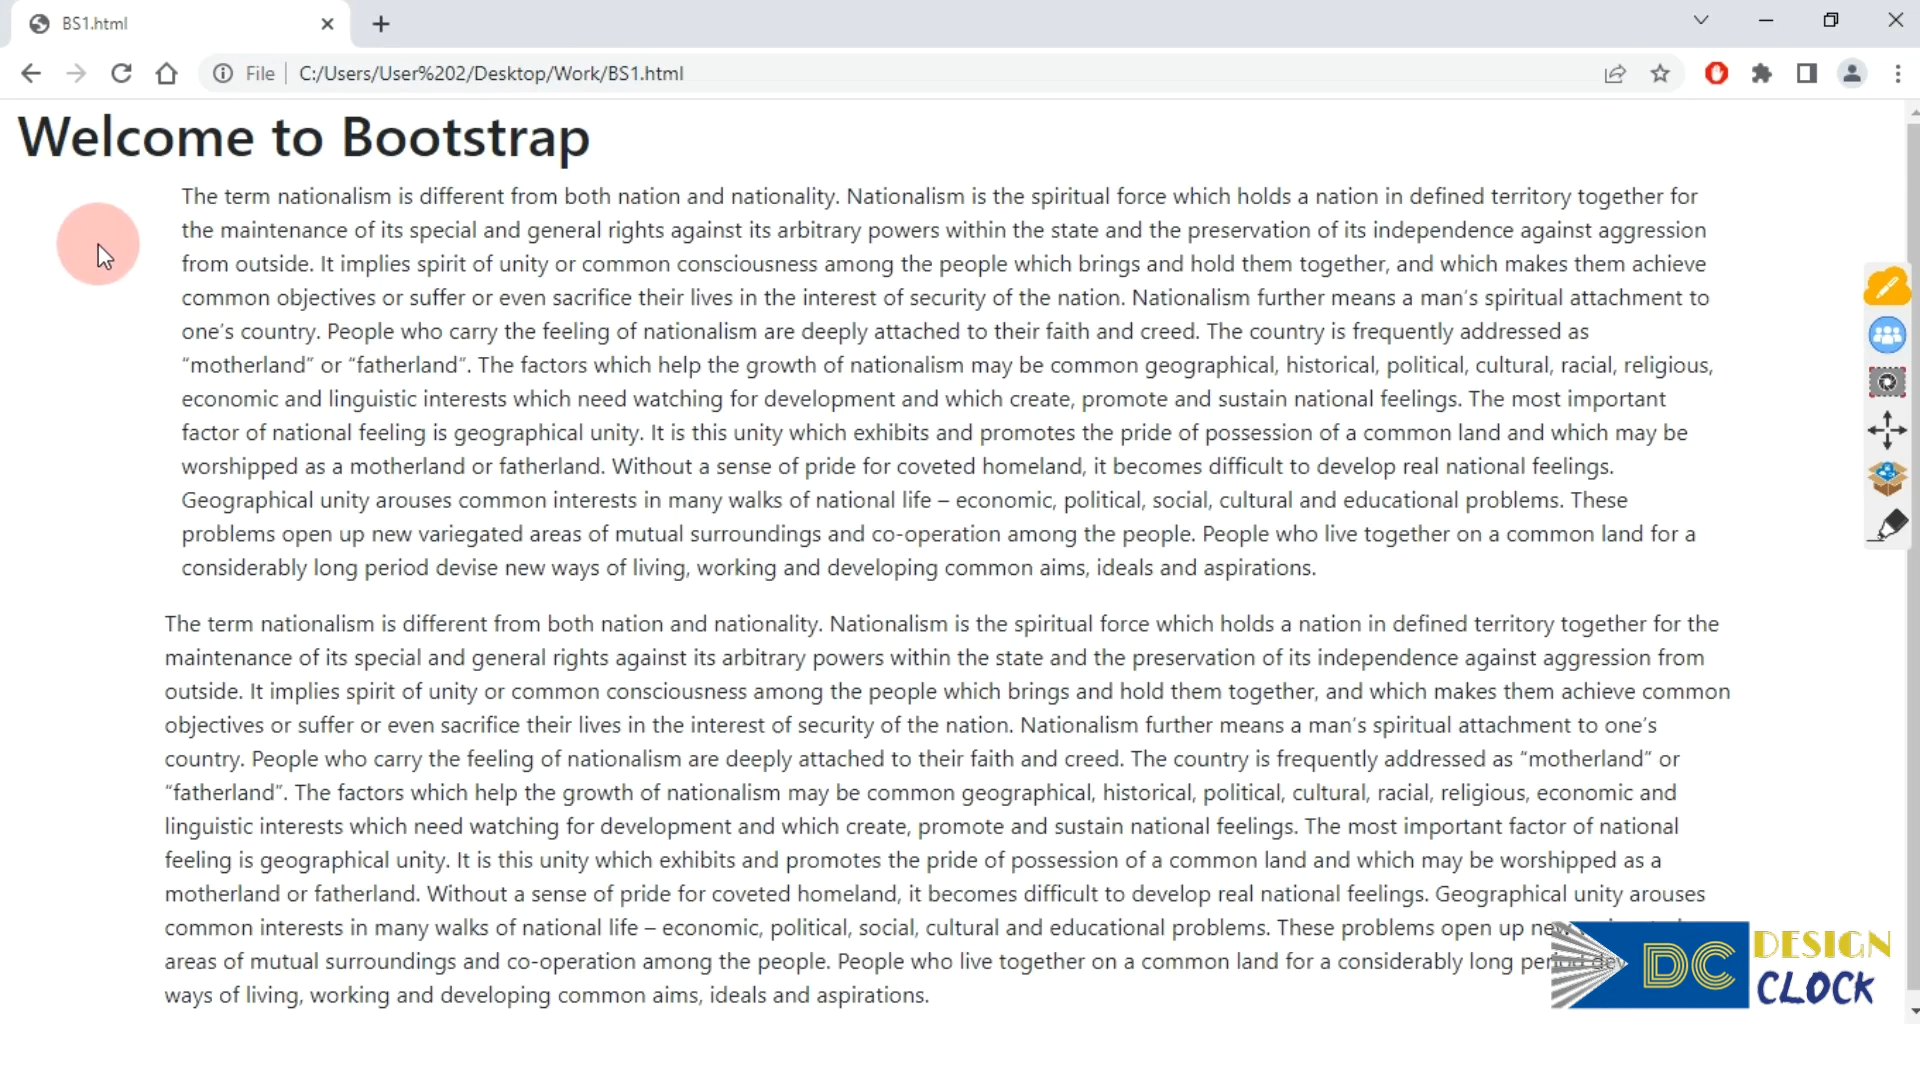 BS1.html
File
C:/Users/User%202/Desktop/Work/BS1.html
Welcome to Bootstrap
The term nationalism is different from both nation and nationality. Nationalism is the spiritual force which holds a nation in defined territory together for
the maintenance of its special and general rights against its arbitrary powers within the state and the preservation of its independence against aggression
from outside. It implies spirit of unity or common consciousness among the people which brings and hold them together, and which makes them achieve
common objectives or suffer or even sacrifice their lives in the interest of security of the nation. Nationalism further means a man's spiritual attachment to
one's country. People who carry the feeling of nationalism are deeply attached to their faith and creed. The country is frequently addressed as
“motherland” or “fatherland”. The factors which help the growth of nationalism may be common geographical, historical, political, cultural, racial, religious,
economic and linguistic interests which need watching for development and which create, promote and sustain national feelings. The most important
factor of national feeling is geographical unity. It is this unity which exhibits and promotes the pride of possession of a common land and which may be
worshipped as a motherland or fatherland. Without a sense of pride for coveted homeland, it becomes difficult to develop real national feelings.
Geographical unity arouses common interests in many walks of national life – economic, political, social, cultural and educational problems. These
problems open up new variegated areas of mutual surroundings and co-operation among the people. People who live together on a common land for a
considerably long period devise new ways of living, working and developing common aims, ideals and aspirations.
The term nationalism is different from both nation and nationality. Nationalism is the spiritual force which holds a nation in defined territory together for the
maintenance of its special and general rights against its arbitrary powers within the state and the preservation of its independence against aggression from
outside. It implies spirit of unity or common consciousness among the people which brings and hold them together, and which makes them achieve common
objectives or suffer or even sacrifice their lives in the interest of security of the nation. Nationalism further means a man's spiritual attachment to one's
country. People who carry the feeling of nationalism are deeply attached to their faith and creed. The country is frequently addressed as “motherland” or
“fatherland”. The factors which help the growth of nationalism may be common geographical, historical, political, cultural, racial, religious, economic and
linguistic interests which need watching for development and which create, promote and sustain national feelings. The most important factor of national
feeling is geographical unity. It is this unity which exhibits and promotes the pride of possession of a common land and which may be worshipped as a
motherland or fatherland. Without a sense of pride for coveted homeland, it becomes difficult to develop real national feelings. Geographical unity arouses
common interests in many walks of national life – economic, political, social, cultural and educational problems. These problems open up new
areas of mutual surroundings and co-operation among the people. People who live together on a common land for a considerably long period
ways of living, working and developing common aims, ideals and aspirations.
DC DESIGN
CLOCK